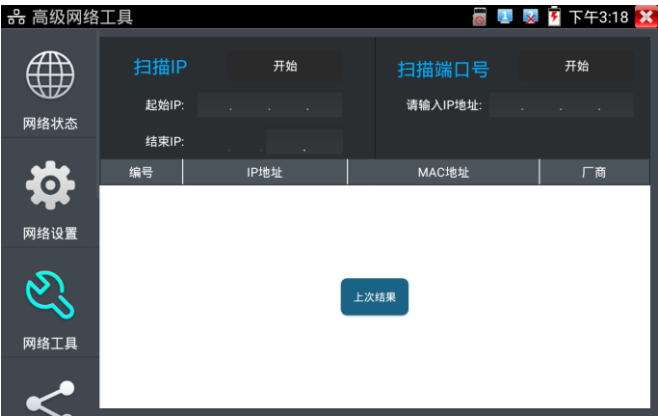 高级网络工具
下午3:18
网络状态
网络设置
网络工具
扫描IP
开始
起始IP: . . .
结束IP: . . .
扫描端口号
开始
请输入IP地址: . . .
编号 IP地址 MAC地址 厂商
上次结果